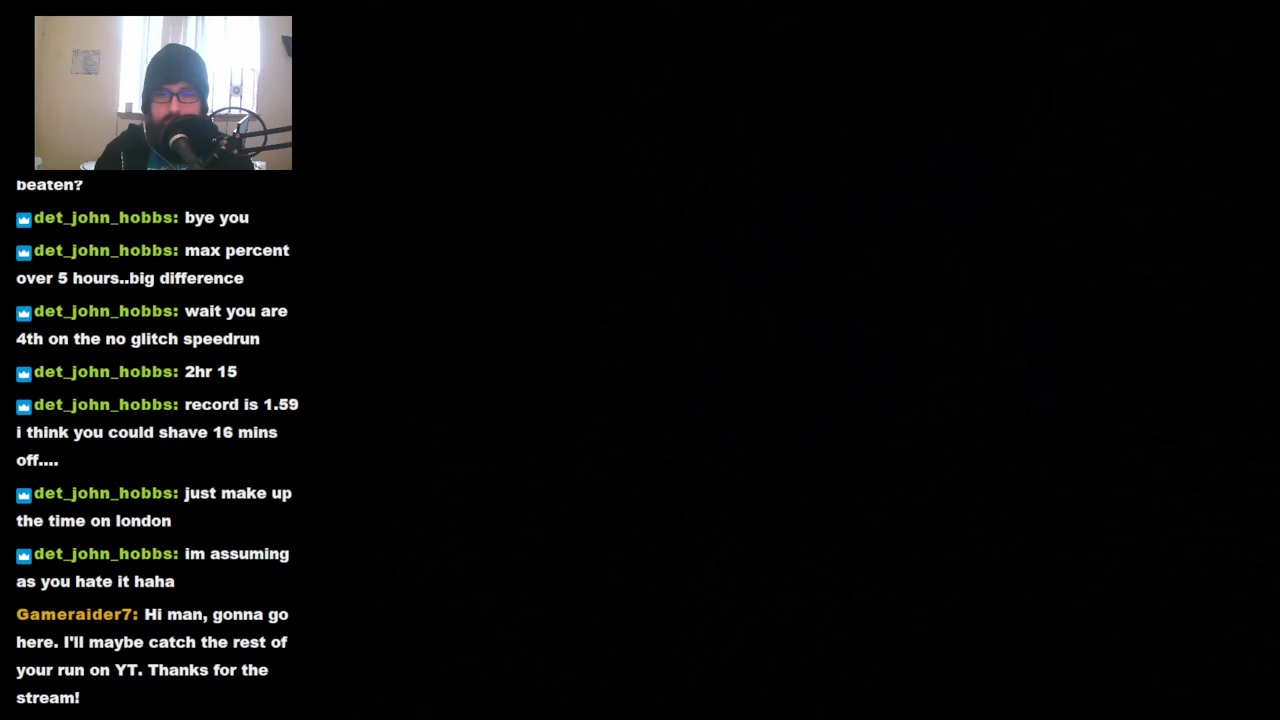 beaten?
det_john_hobbs: bye you
det_john_hobbs: max percent
over 5 hours..big difference
det_john_hobbs: wait you are
4th on the no glitch speedrun
det_john_hobbs: 2hr 15
det_john_hobbs: record is 1.59
i think you could shave 16 mins
off....
det_john_hobbs: just make up
the time on london
det_john_hobbs: im assuming
as you hate it haha
Gameraider7: Hi man, gonna go
here. I'll maybe catch the rest of
your run on YT. Thanks for the
stream!